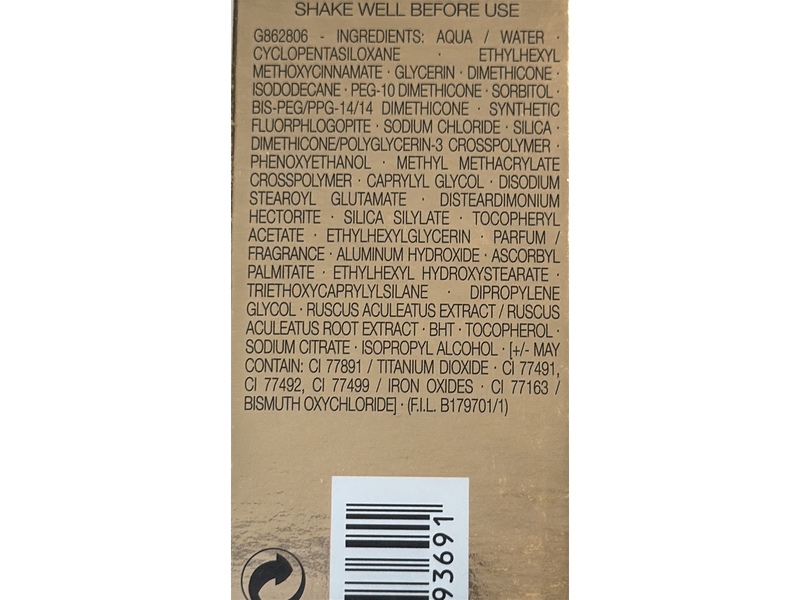 SHAKE WELL BEFORE USE
G862806 - INGREDIENTS: AQUA / WATER ·
CYCLOPENTASILOXANE · ETHYLHEXYL
METHOXYCINNAMATE · GLYCERIN · DIMETHICONE ·
ISODODECANE · PEG-10 DIMETHICONE · SORBITOL ·
BIS-PEG/PPG-14/14 DIMETHICONE · SYNTHETIC
FLUORPHLOGOPITE · SODIUM CHLORIDE · SILICA ·
DIMETHICONE/POLYGLYCERIN-3 CROSSPOLYMER ·
PHENOXYETHANOL · METHYL METHACRYLATE
CROSSPOLYMER · CAPRYLYL GLYCOL · DISODIUM
STEAROYL GLUTAMATE · DISTEARDIMONIUM
HECTORITE · SILICA SILYLATE · TOCOPHERYL
ACETATE · ETHYLHEXYLGLYCERIN · PARFUM /
FRAGRANCE · ALUMINUM HYDROXIDE · ASCORBYL
PALMITATE · ETHYLHEXYL HYDROXYSTEARATE ·
TRIETHOXYCAPRYLYLSILANE · DIPROPYLENE
GLYCOL · RUSCUS ACULEATUS EXTRACT / RUSCUS
ACULEATUS ROOT EXTRACT · BHT · TOCOPHEROL ·
SODIUM CITRATE · ISOPROPYL ALCOHOL · [+/- MAY
CONTAIN: CI 77891 / TITANIUM DIOXIDE · CI 77491,
CI 77492, CI 77499 / IRON OXIDES · CI 77163 /
BISMUTH OXYCHLORIDE] · (F.I.L. B179701/1)
93691